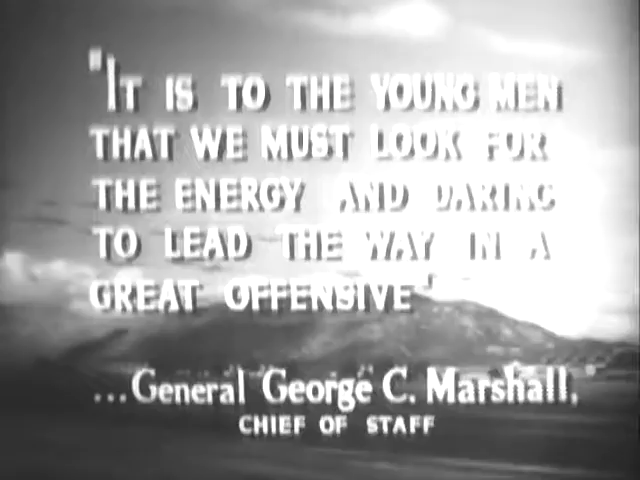 "IT IS TO THE YOUNG MEN
THAT WE MUST LOOK FOR
THE ENERGY AND DARING
TO LEAD THE WAY IN A
GREAT OFFENSIVE"
...General George C. Marshall,
CHIEF OF STAFF